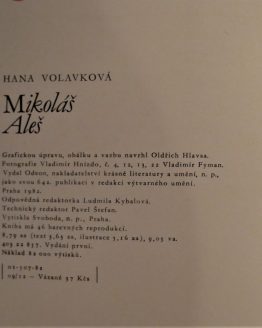 HANA VOLAVKOVÁ
Mikoláš
Aleš
Grafickou úpravu, obálku a vazbu navrhl Oldřich Hlavsa.
Fotografie Vladimír Hnízdo, č. 4, 12, 13, 22 Vladimír Fyman.
Vydal Odeon, nakladatelství krásné literatury a umění, n. p.,
jako svou 642. publikaci v redakci výtvarného umění.
Praha 1982.
Odpovědná redaktorka Ludmila Kybalová.
Technický redaktor Pavel Štefan.
Vytiskla Svoboda, n. p., Praha.
Kniha má 46 barevných reprodukcí.
8,79 aa (text 5,63 aa, ilustrace 3,16 aa), 9,03 va.
403 22 857. Vydání první.
Náklad 82 000 výtisků.
01-507-82
09/12 – Vázané 37 Kčs